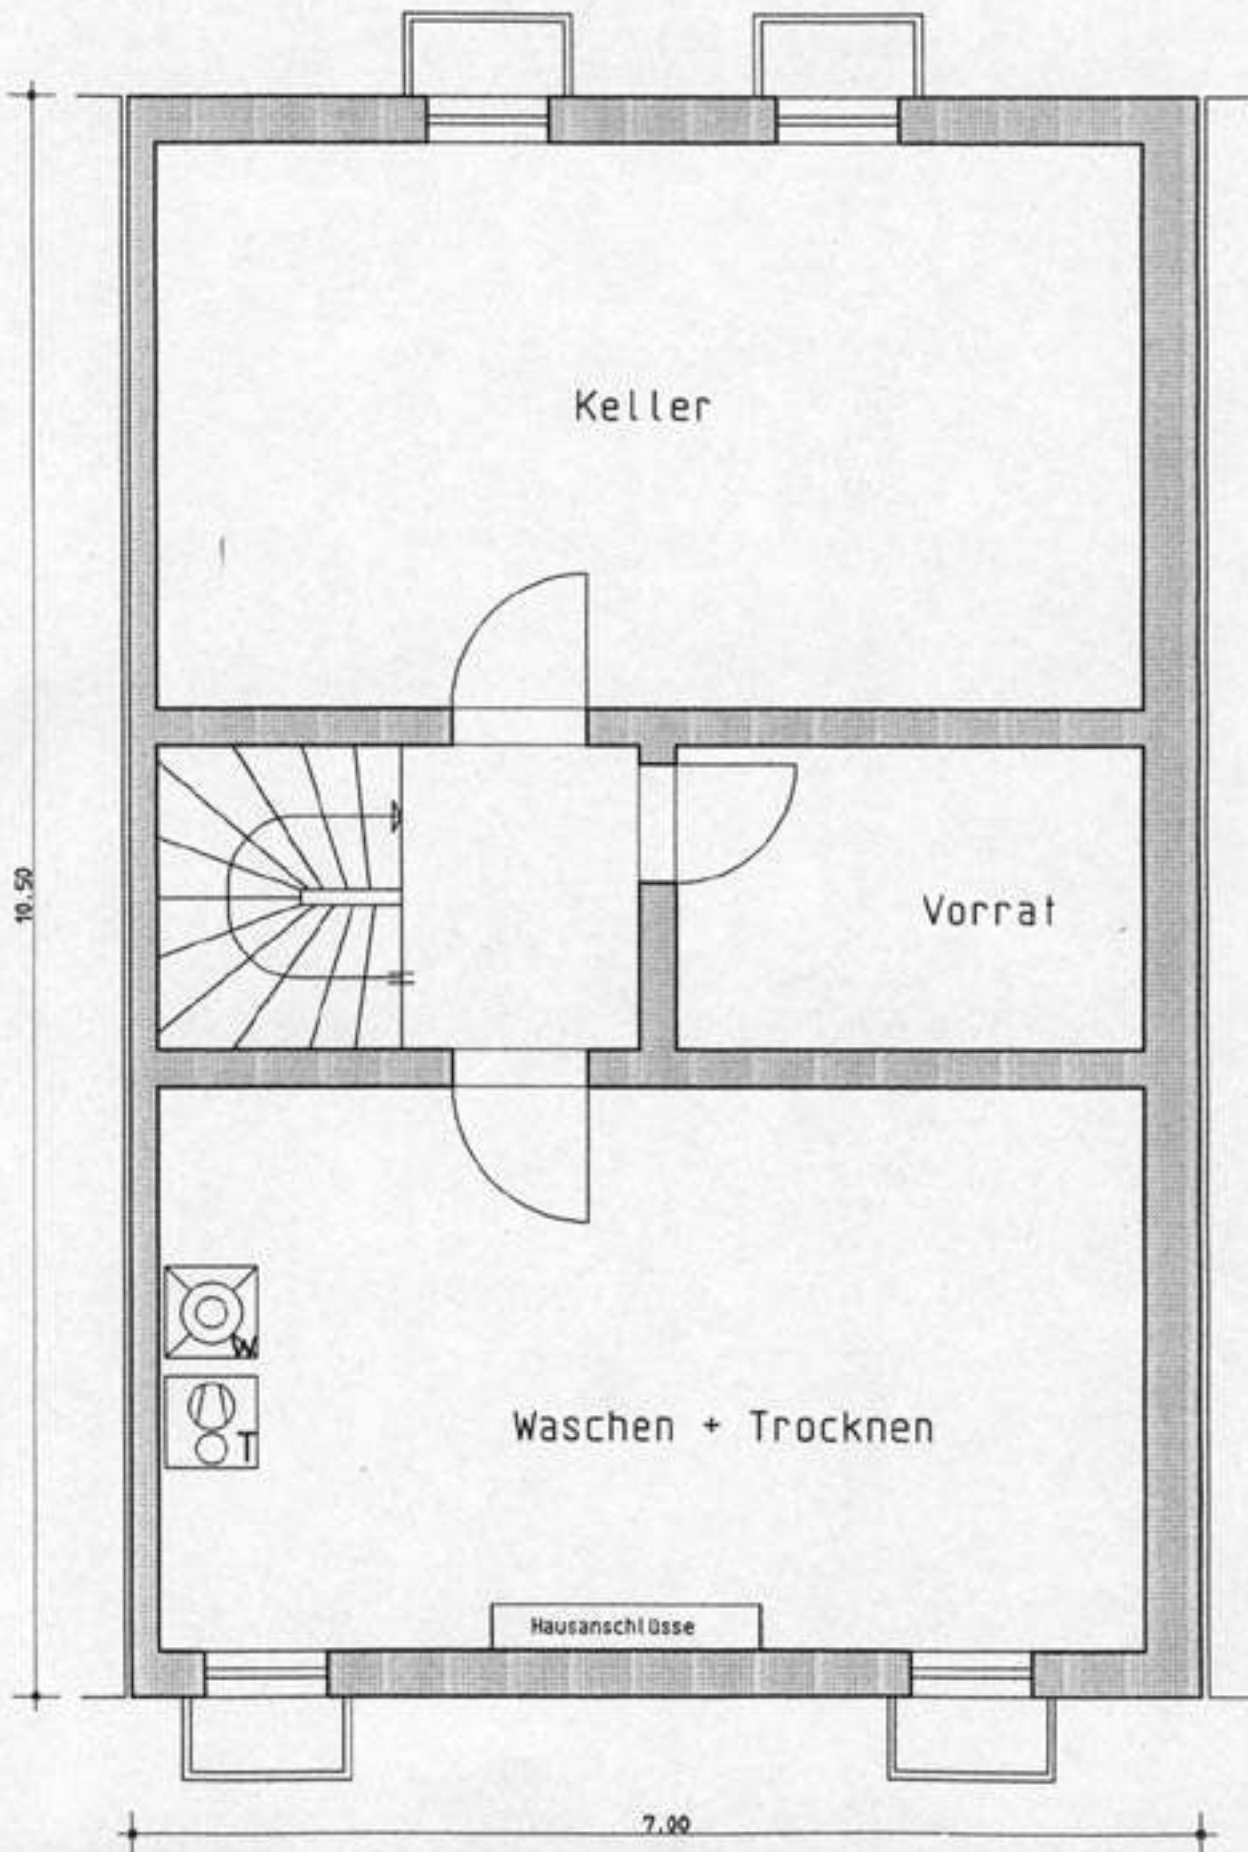 Keller
10.50
Vorrat
W
T
Waschen + Trocknen
Hausanschlüsse
7.00